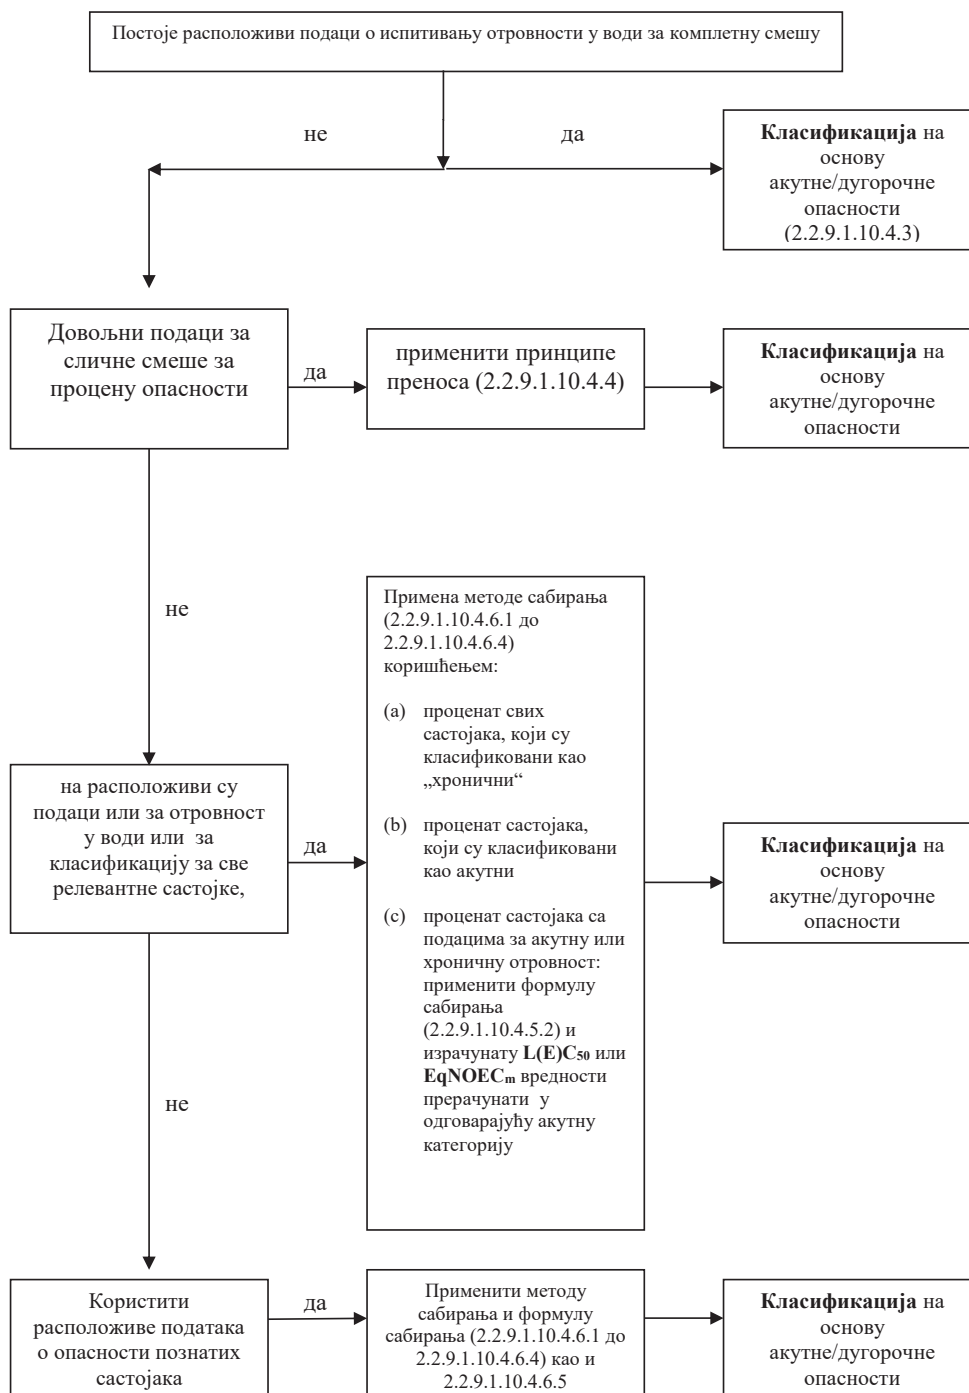 Постоје расположиви подаци о испитивању отровности у води за комплетну смешу
не
да
Класификација на
основу
акутне/дугорочне
опасности
(2.2.9.1.10.4.3)
Довољни подаци за
сличне смеше за
процену опасности
да
применити принципе
преноса (2.2.9.1.10.4.4)
Класификација на
основу
акутне/дугорочне
опасности
не
на расположиви су
подаци или за отровност
у води или за
класификацију за све
релевантне састојке,
да
Примена методе сабирања
(2.2.9.1.10.4.6.1 до
2.2.9.1.10.4.6.4)
коришћењем:
(a) проценат свих
састојака, који су
класификовани као
„хронични“
(b) проценат састојака,
који су класификовани
као акутни
(c) проценат састојака са
подацима за акутну или
хроничну отровност:
применити формулу
сабирања
(2.2.9.1.10.4.5.2) и
израчунату L(E)C₅₀ или
EqNOECₘ вредности
прерачунати у
одговарајућу акутну
категорију
Класификација на
основу
акутне/дугорочне
опасности
не
Користити
расположиве података
о опасности познатих
састојака
да
Применити методу
сабирања и формулу
сабирања (2.2.9.1.10.4.6.1 до
2.2.9.1.10.4.6.4) као и
2.2.9.1.10.4.6.5
Класификација на
основу
акутне/дугорочне
опасности